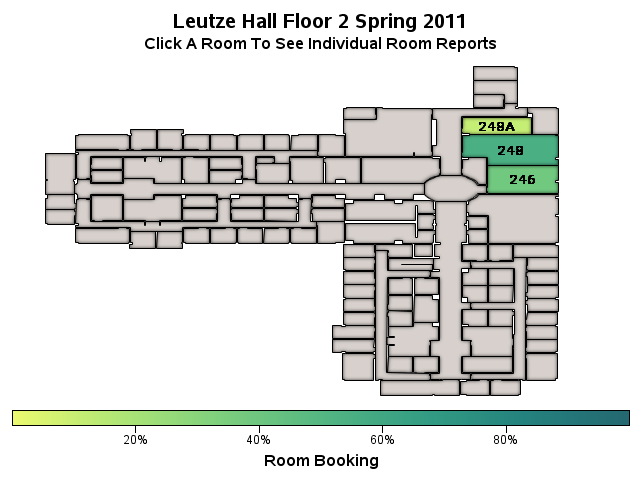 Leutze Hall Floor 2 Spring 2011
Click A Room To See Individual Room Reports
248A
248
246
20%
40%
60%
80%
Room Booking